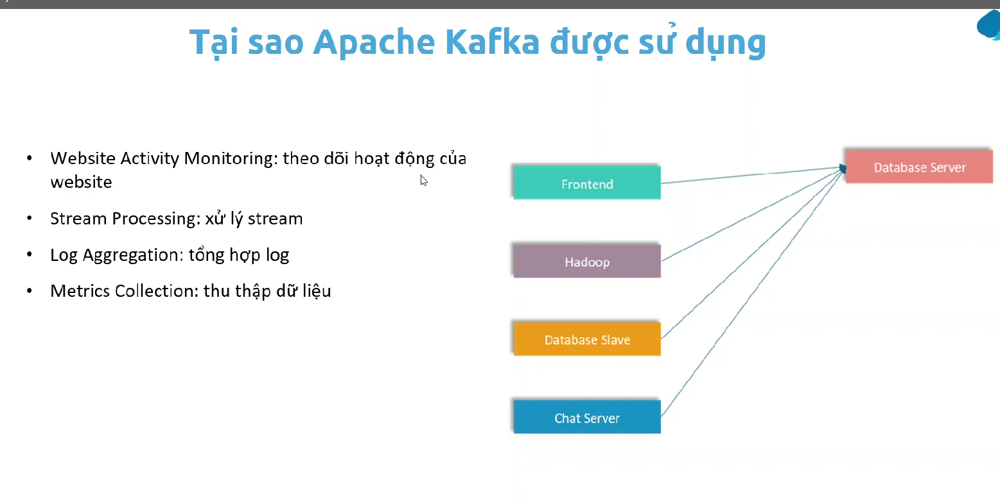 Tại sao Apache Kafka được sử dụng
• Website Activity Monitoring: theo dõi hoạt động của
website
• Stream Processing: xử lý stream
• Log Aggregation: tổng hợp log
• Metrics Collection: thu thập dữ liệu
Database Server
Frontend
Hadoop
Database Slave
Chat Server